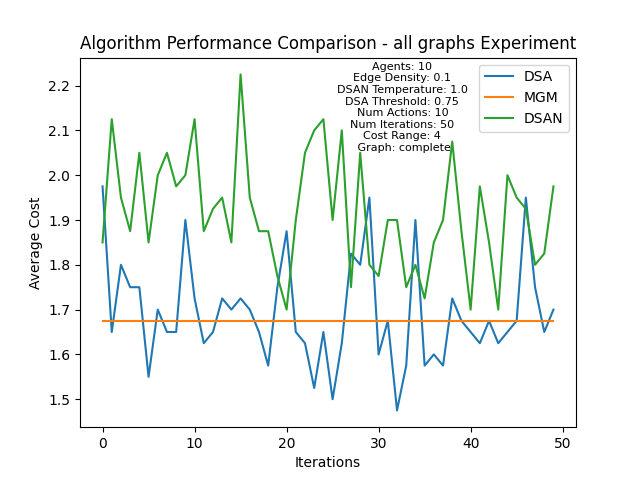 Algorithm Performance Comparison - all graphs Experiment
Agents: 10
Edge Density: 0.1
DSAN Temperature: 1.0
DSA Threshold: 0.75
Num Actions: 10
Num Iterations: 50
Cost Range: 4
Graph: complete
DSA
MGM
DSAN
Average Cost
2.2
2.1
2.0
1.9
1.8
1.7
1.6
1.5
0
10
20
30
40
50
Iterations